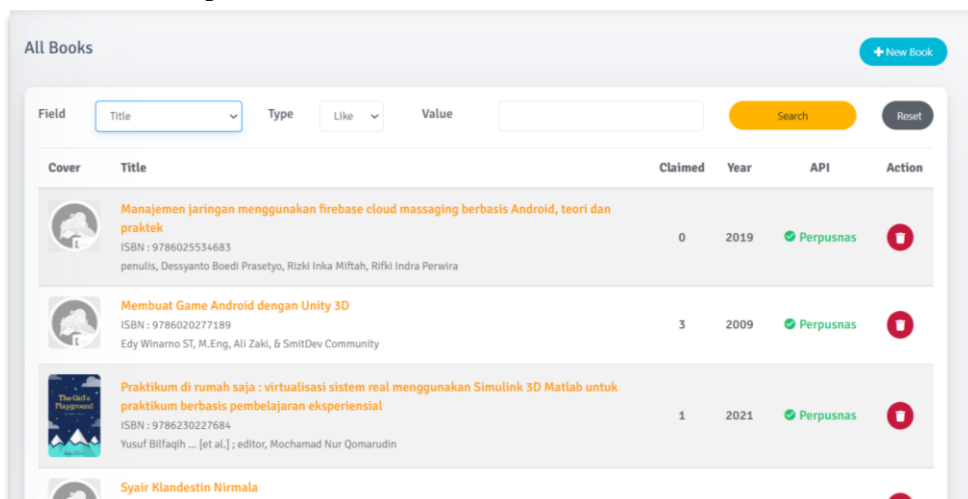 All Books
New Book
Field Title Type Like Value Search Reset
Cover Title Claimed Year API Action
Manajemen jaringan menggunakan firebase cloud massaging berbasis Android, teori dan
praktek
ISBN : 9786025534683
penulis, Dessyanto Boedi Prasetyo, Rizki Inka Miftah, Rifki Indra Perwira
0 2019 Perpusnas
Membuat Game Android dengan Unity 3D
ISBN : 9786020277189
Edy Winarno ST, M.Eng, Ali Zaki, & SmitDev Community
3 2009 Perpusnas
The Girl's
Playground
Praktikum di rumah saja : virtualisasi sistem real menggunakan Simulink 3D Matlab untuk
praktikum berbasis pembelajaran eksperiensial
ISBN : 9786230227684
Yusuf Bilfaqih ... [et al.] ; editor, Mochamad Nur Qomarudin
1 2021 Perpusnas
Syair Klandestin Nirmala